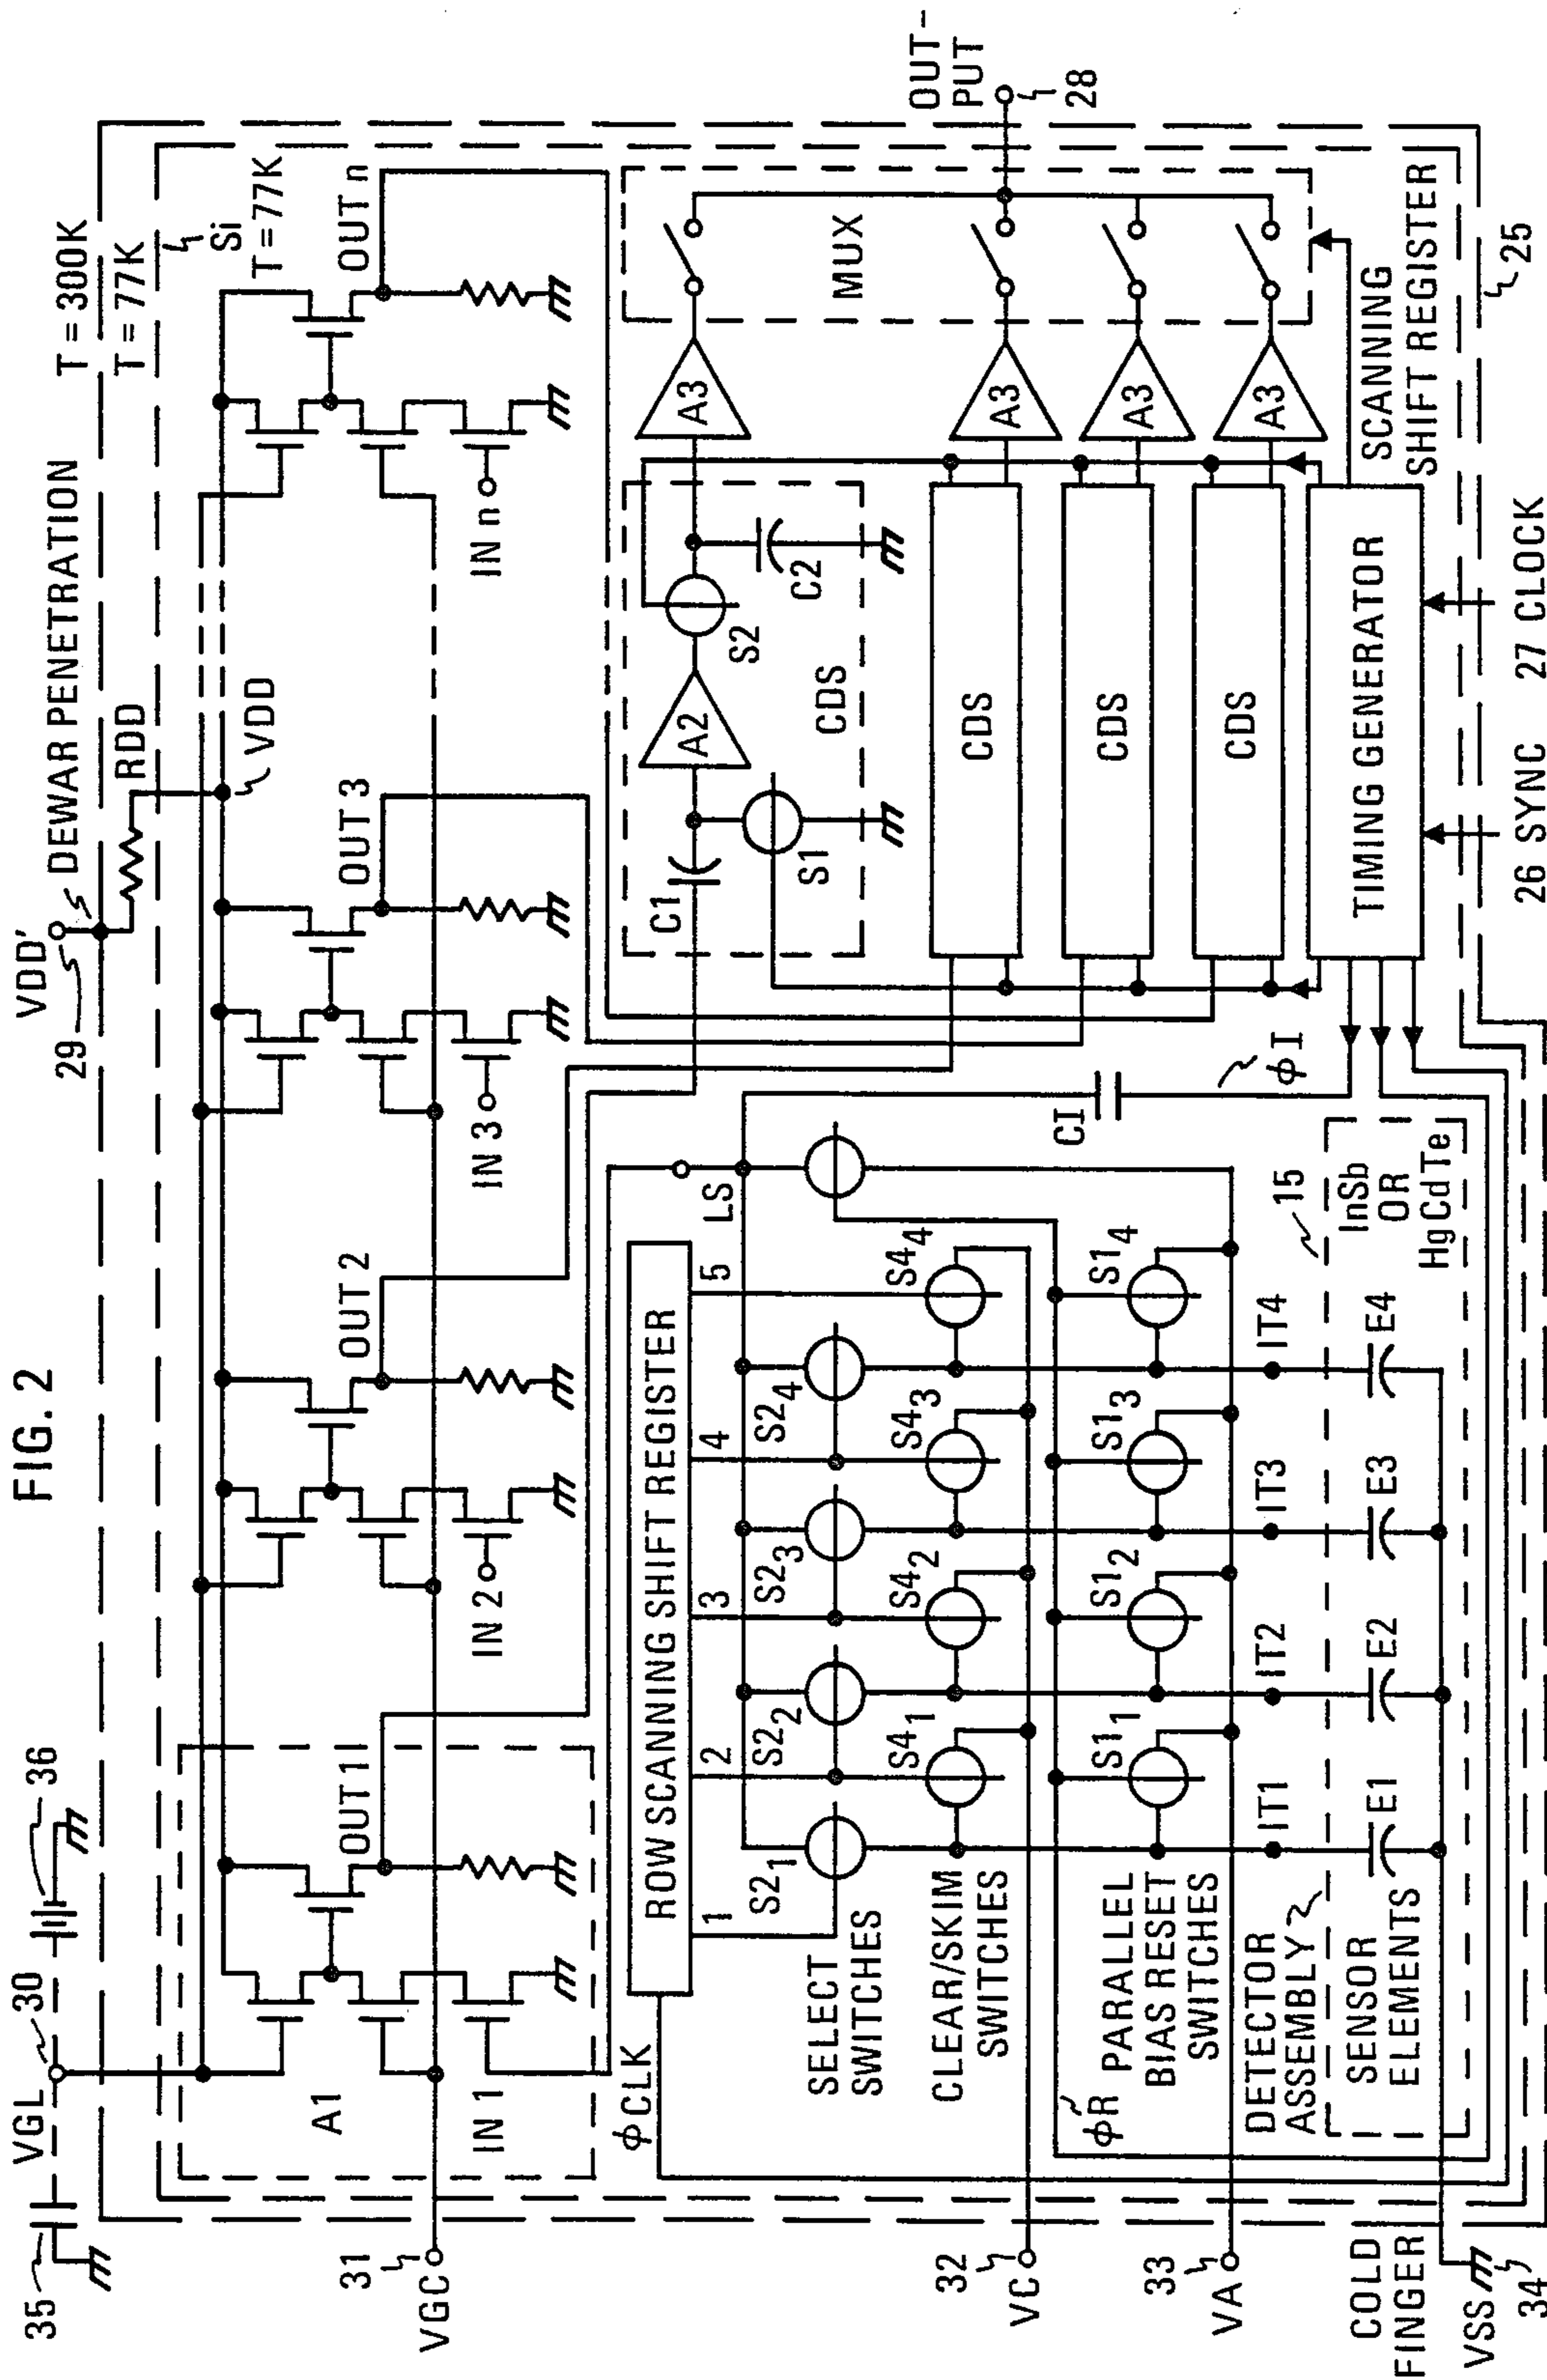 FIG. 2
35
VGL
30
36
VDD'
29
DEWAR PENETRATION
RDD
T = 300K
T = 77K
Si
T = 77K
VDD
A1
IN 1
OUT 1
IN 2
OUT 2
IN 3
OUT 3
IN n
OUT n
31
VGC
φ CLK
ROW SCANNING SHIFT REGISTER
1
2
3
4
5
LS
SELECT
SWITCHES
S2₁
S2₂
S2₃
S2₄
CLEAR/SKIM
SWITCHES
S4₁
S4₂
S4₃
S4₄
32
VC
φR
PARALLEL
BIAS RESET
SWITCHES
S1₁
S1₂
S1₃
S1₄
33
VA
DETECTOR
ASSEMBLY
IT1
IT2
IT3
IT4
15
SENSOR
ELEMENTS
E1
E2
E3
E4
InSb
OR
HgCdTe
COLD
FINGER
VSS
34
CI
φI
C1
S1
A2
S2
C2
CDS
A3
MUX
OUT-
PUT
28
CDS
A3
CDS
A3
CDS
A3
TIMING GENERATOR
SCANNING
SHIFT REGISTER
25
26 SYNC
27 CLOCK